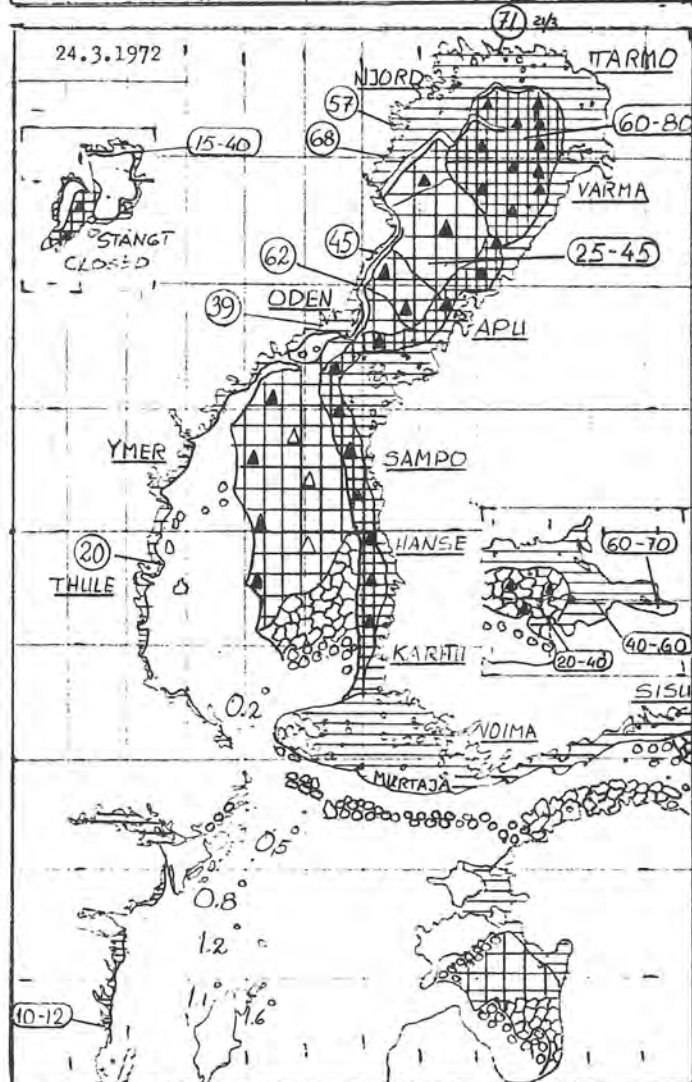 71 21/3
24.3.1972
TARMO
NJORD
57
15-40
60-80
68
VARMA
STÄNGT
CLOSED
45
25-45
62
ODEN
39
APU
YMER
SAMPO
20
HANSE
60-70
THULE
KARHU
40-60
20-40
SISU
0.2°
VOIMA
MURTAJA
0.5°
0.8°
1.2°
1.1°
1.6°
10-12